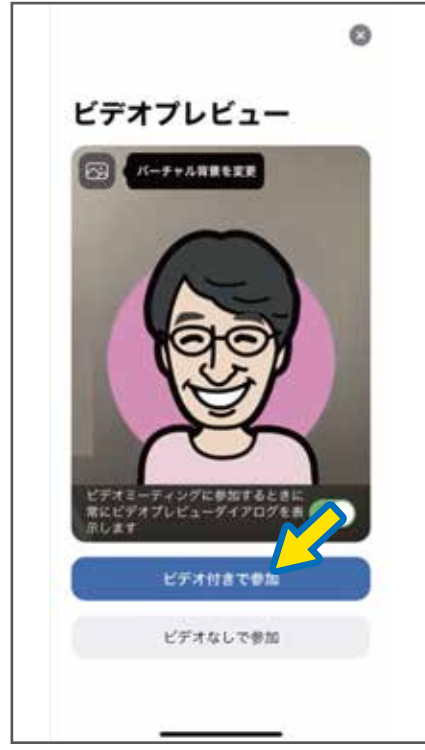 ビデオプレビュー
バーチャル背景を変更
ビデオミーティングに参加するときに
常にビデオプレビューダイアログを表
示します
ビデオ付きで参加
ビデオなしで参加